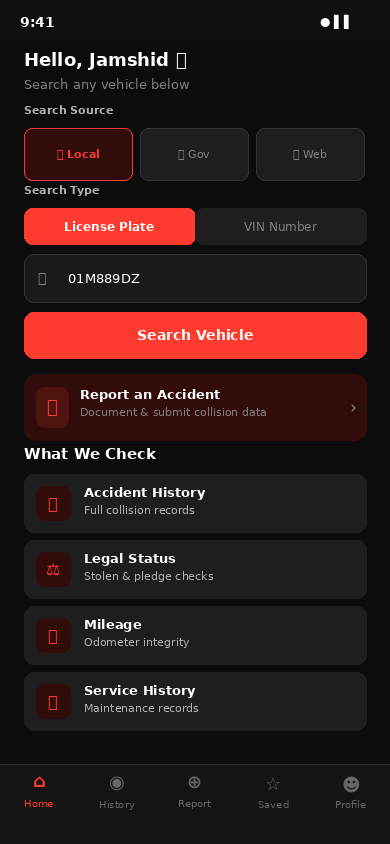 9:41
Hello, Jamshid
Search any vehicle below
Search Source
Local
Gov
Web
Search Type
License Plate
VIN Number
01M889DZ
Search Vehicle
Report an Accident
Document & submit collision data
What We Check
Accident History
Full collision records
Legal Status
Stolen & pledge checks
Mileage
Odometer integrity
Service History
Maintenance records
Home
History
Report
Saved
Profile